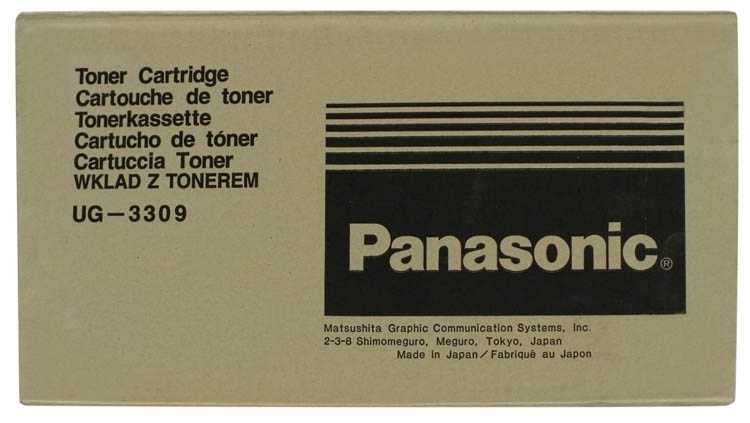 Toner Cartridge
Cartouche de toner
Tonerkassette
Cartucho de tóner
Cartuccia Toner
WKLAD Z TONEREM
UG-3309
Panasonic®
Matsushita Graphic Communication Systems, Inc.
2-3-8 Shimomeguro, Meguro, Tokyo, Japan
Made in Japan/Fabriqué au Japon